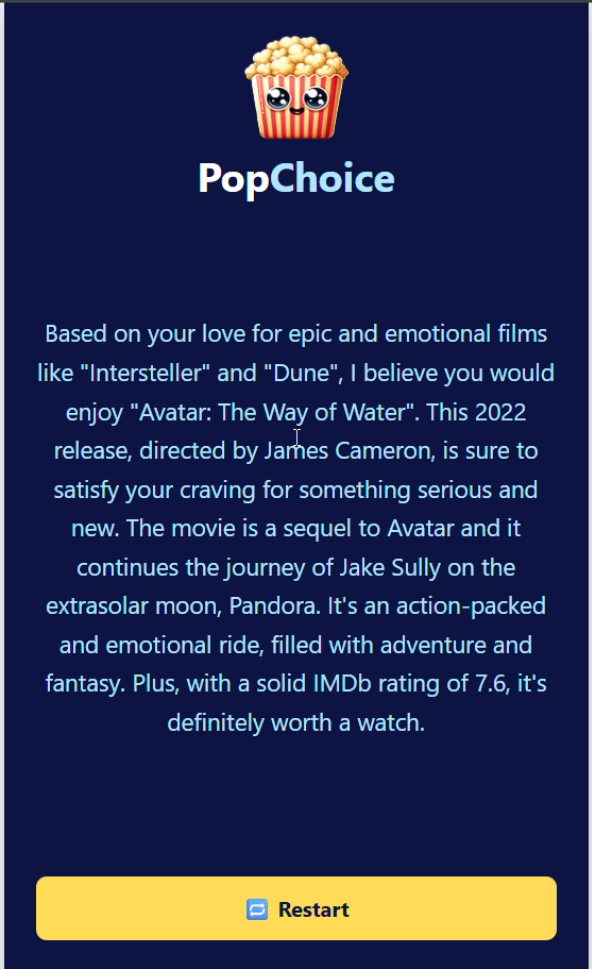 PopChoice
Based on your love for epic and emotional films
like "Intersteller" and "Dune", I believe you would
enjoy "Avatar: The Way of Water". This 2022
release, directed by James Cameron, is sure to
satisfy your craving for something serious and
new. The movie is a sequel to Avatar and it
continues the journey of Jake Sully on the
extrasolar moon, Pandora. It's an action-packed
and emotional ride, filled with adventure and
fantasy. Plus, with a solid IMDb rating of 7.6, it's
definitely worth a watch.
Restart